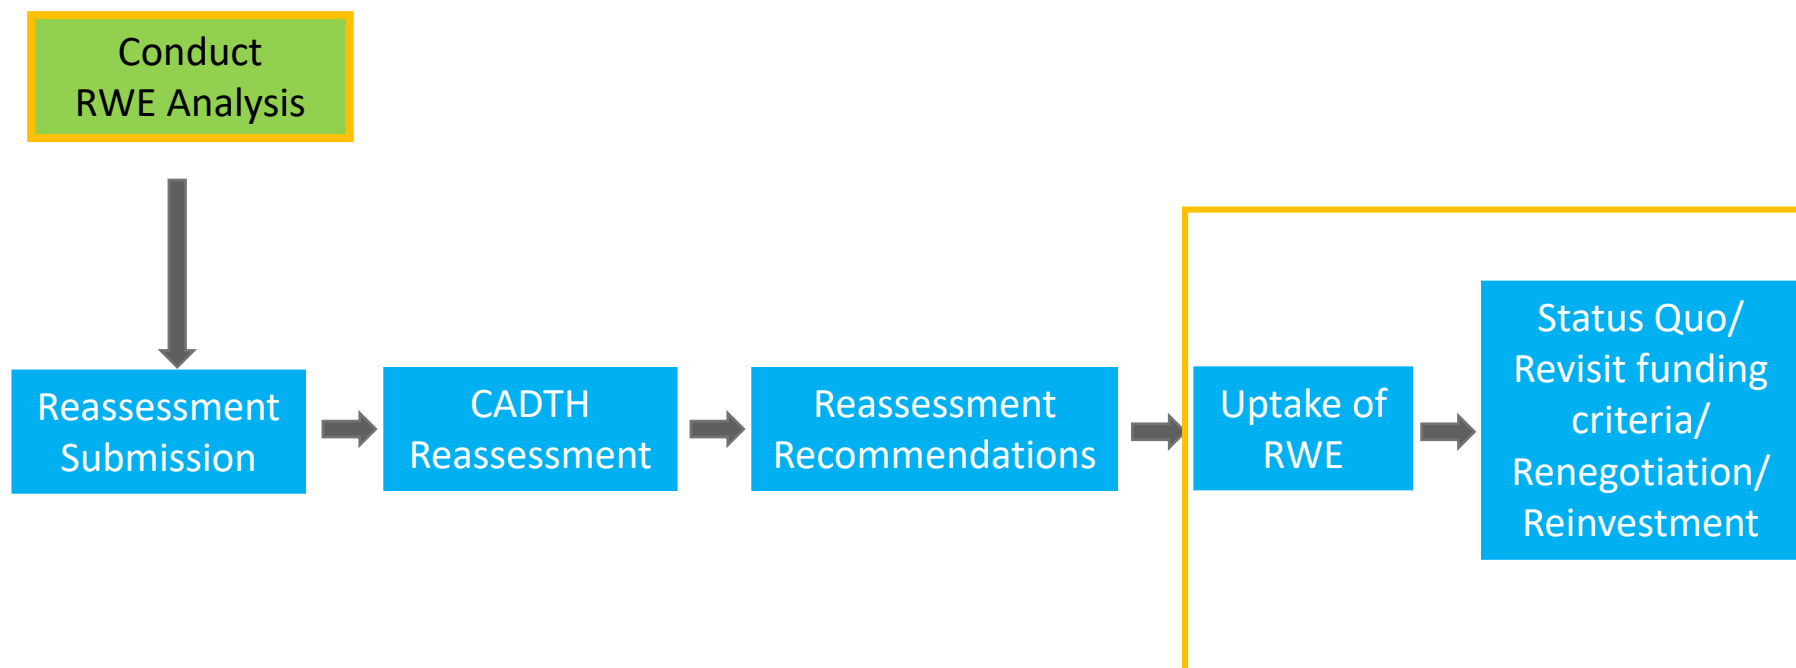 Conduct
RWE Analysis
Reassessment
Submission
CADTH
Reassessment
Reassessment
Recommendations
Uptake of
RWE
Status Quo/
Revisit funding
criteria/
Renegotiation/
Reinvestment